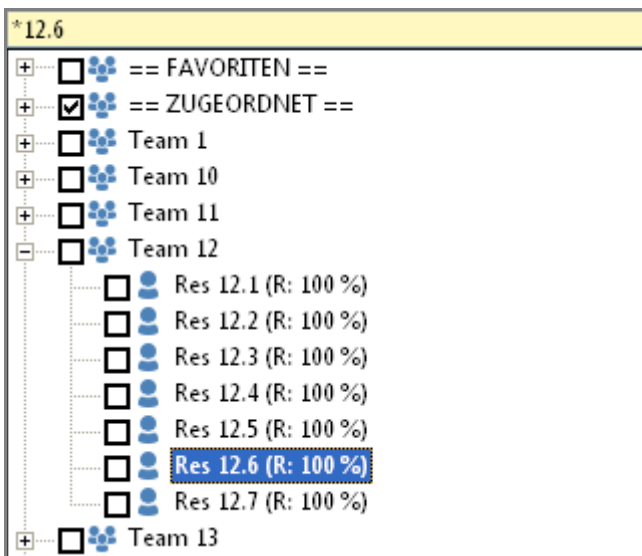 *12.6
== FAVORITEN ==
== ZUGEORDNET ==
Team 1
Team 10
Team 11
Team 12
Res 12.1 (R: 100 %)
Res 12.2 (R: 100 %)
Res 12.3 (R: 100 %)
Res 12.4 (R: 100 %)
Res 12.5 (R: 100 %)
Res 12.6 (R: 100 %)
Res 12.7 (R: 100 %)
Team 13